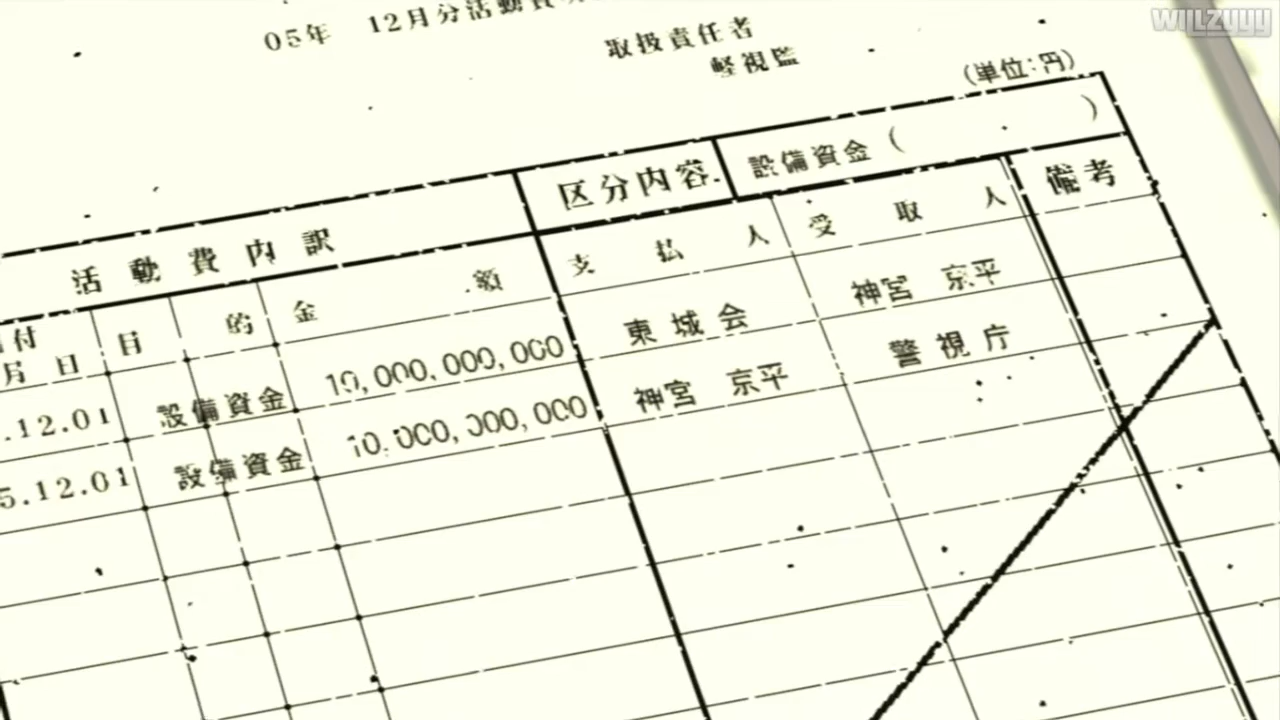 WJLZyyy
05年 12月分活動費
取扱責任者
軽視監
(単位:円)
区分内容
設備資金( )
備考
活動費内訳
支払人
受取人
付
月 日
目的
金額
.12.01 設備資金 10,000,000,000 東城会 神宮 京平
5.12.01 設備資金 10,000,000,000 神宮 京平 警視庁